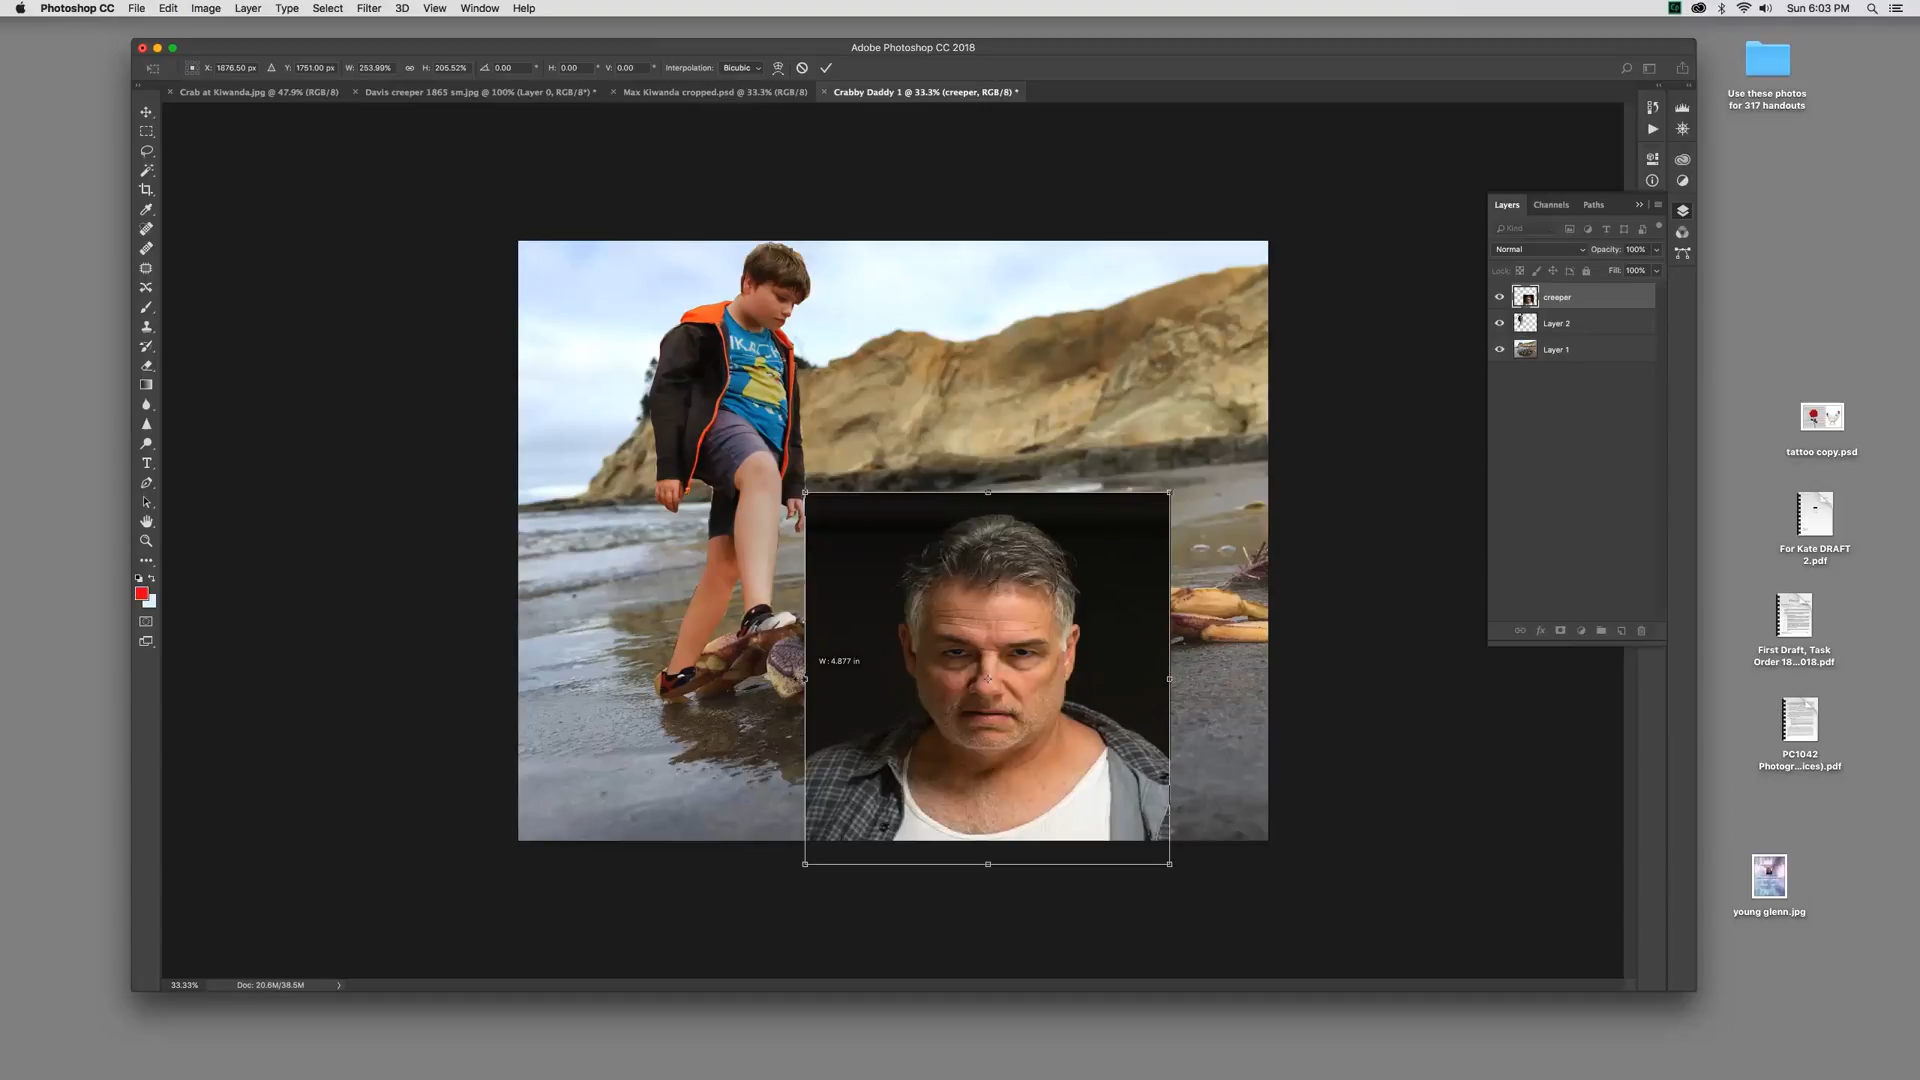 Photoshop CC File Edit Image Layer Type Select Filter 3D View Window Help Sun 6:03 PM
Adobe Photoshop CC 2018
X: 1876.50 px Y: 1751.00 px W: 253.99% H: 205.52% 0.00 ° H: 0.00 ° V: 0.00 ° Interpolation: Bicubic
Crab at Kiwanda.jpg @ 47.9% (RGB/8) Davis creeper 1865 sm.jpg @ 100% (Layer 0, RGB/8*) * Max Kiwanda cropped.psd @ 33.3% (RGB/8) Crabby Daddy 1 @ 33.3% (creeper, RGB/8) *
Use these photos
for 317 handouts
Layers Channels Paths
Kind
Normal Opacity: 100%
Lock: Fill: 100%
creeper
Layer 2
Layer 1
IKACH
W: 4.877 in
tattoo copy.psd
For Kate DRAFT
2.pdf
First Draft, Task
Order 18...018.pdf
PC1042
Photogr...ices).pdf
young glenn.jpg
33.33% Doc: 20.6M/38.5M